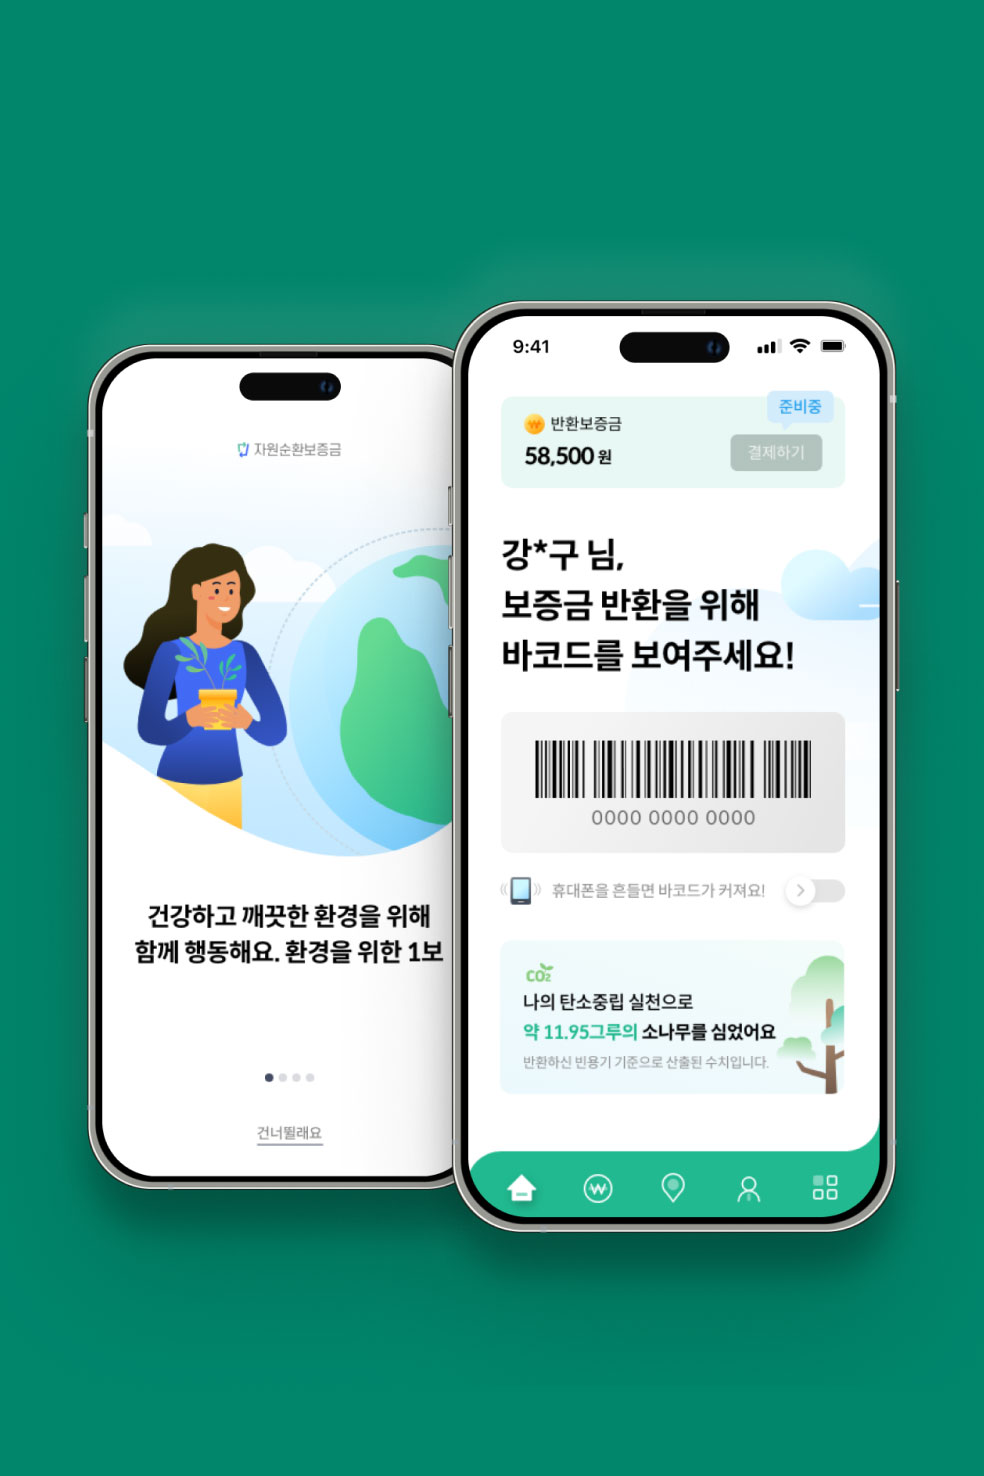 자원순환보증금
건강하고 깨끗한 환경을 위해
함께 행동해요. 환경을 위한 1보
건너뛸래요
9:41
준비중
반환보증금
58,500 원
결제하기
강*구 님,
보증금 반환을 위해
바코드를 보여주세요!
0000 0000 0000
휴대폰을 흔들면 바코드가 커져요!
CO2
나의 탄소중립 실천으로
약 11.95그루의 소나무를 심었어요
반환하신 빈용기 기준으로 산출된 수치입니다.